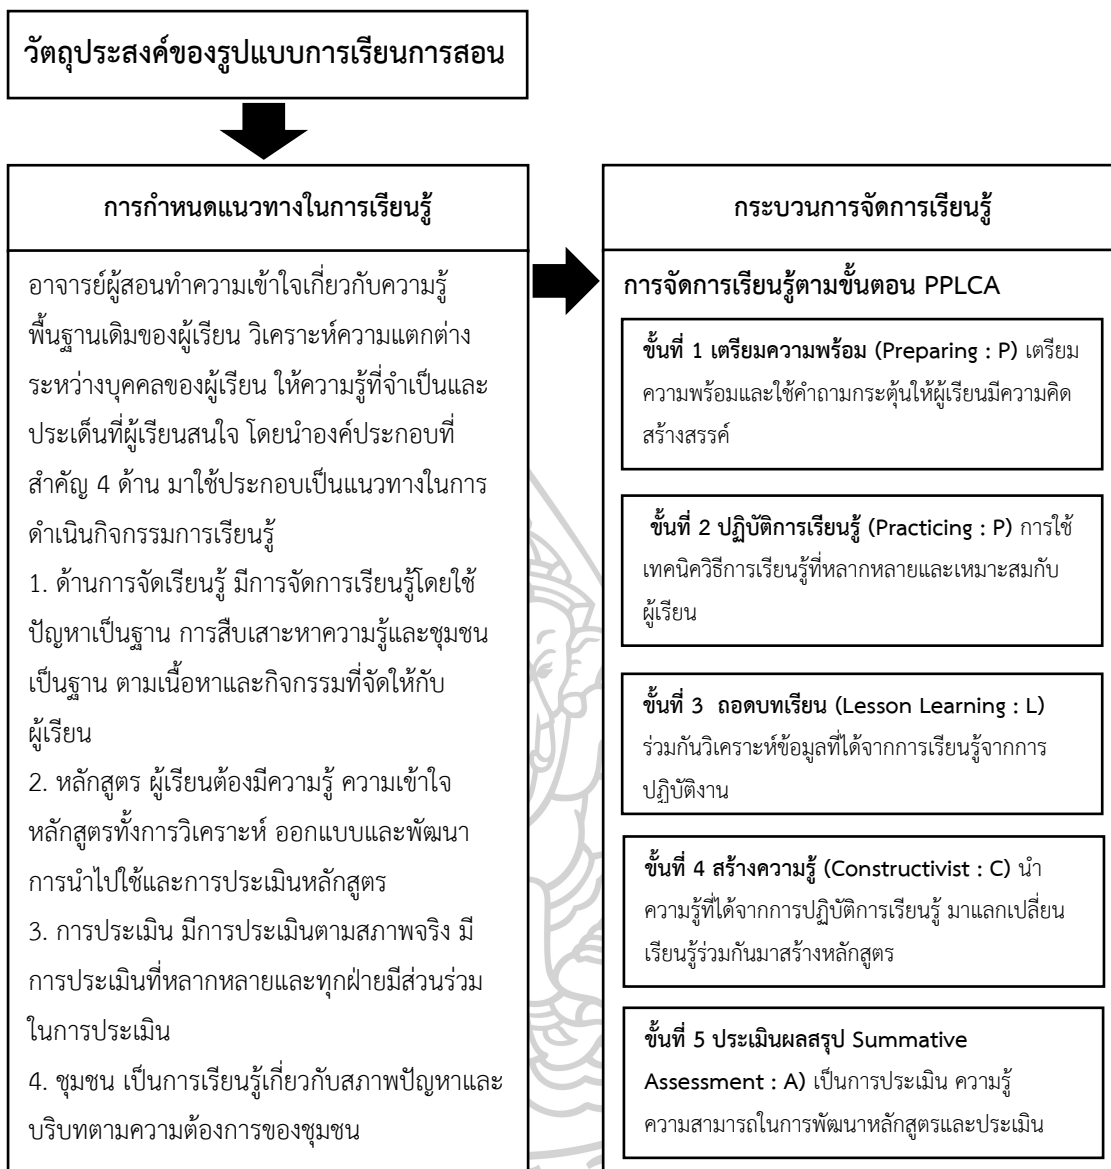 วัตถุประสงค์ของรูปแบบการเรียนการสอน
การกำหนดแนวทางในการเรียนรู้
อาจารย์ผู้สอนทำความเข้าใจเกี่ยวกับความรู้
พื้นฐานเดิมของผู้เรียน วิเคราะห์ความแตกต่าง
ระหว่างบุคคลของผู้เรียน ให้ความรู้ที่จำเป็นและ
ประเด็นที่ผู้เรียนสนใจ โดยนำองค์ประกอบที่
สำคัญ 4 ด้าน มาใช้ประกอบเป็นแนวทางในการ
ดำเนินกิจกรรมการเรียนรู้
1. ด้านการจัดเรียนรู้ มีการจัดการเรียนรู้โดยใช้
ปัญหาเป็นฐาน การสืบเสาะหาความรู้และชุมชน
เป็นฐาน ตามเนื้อหาและกิจกรรมที่จัดให้กับ
ผู้เรียน
2. หลักสูตร ผู้เรียนต้องมีความรู้ ความเข้าใจ
หลักสูตรทั้งการวิเคราะห์ ออกแบบและพัฒนา
การนำไปใช้และการประเมินหลักสูตร
3. การประเมิน มีการประเมินตามสภาพจริง มี
การประเมินที่หลากหลายและทุกฝ่ายมีส่วนร่วม
ในการประเมิน
4. ชุมชน เป็นการเรียนรู้เกี่ยวกับสภาพปัญหาและ
บริบทตามความต้องการของชุมชน
กระบวนการจัดการเรียนรู้
การจัดการเรียนรู้ตามขั้นตอน PPLCA
ขั้นที่ 1 เตรียมความพร้อม (Preparing : P) เตรียม
ความพร้อมและใช้คำถามกระตุ้นให้ผู้เรียนมีความคิด
สร้างสรรค์
ขั้นที่ 2 ปฏิบัติการเรียนรู้ (Practicing : P) การใช้
เทคนิควิธีการเรียนรู้ที่หลากหลายและเหมาะสมกับ
ผู้เรียน
ขั้นที่ 3 ถอดบทเรียน (Lesson Learning : L)
ร่วมกันวิเคราะห์ข้อมูลที่ได้จากการเรียนรู้จากการ
ปฏิบัติงาน
ขั้นที่ 4 สร้างความรู้ (Constructivist : C) นำ
ความรู้ที่ได้จากการปฏิบัติการเรียนรู้ มาแลกเปลี่ยน
เรียนรู้ร่วมกันมาสร้างหลักสูตร
ขั้นที่ 5 ประเมินผลสรุป Summative
Assessment : A) เป็นการประเมิน ความรู้
ความสามารถในการพัฒนาหลักสูตรและประเมิน